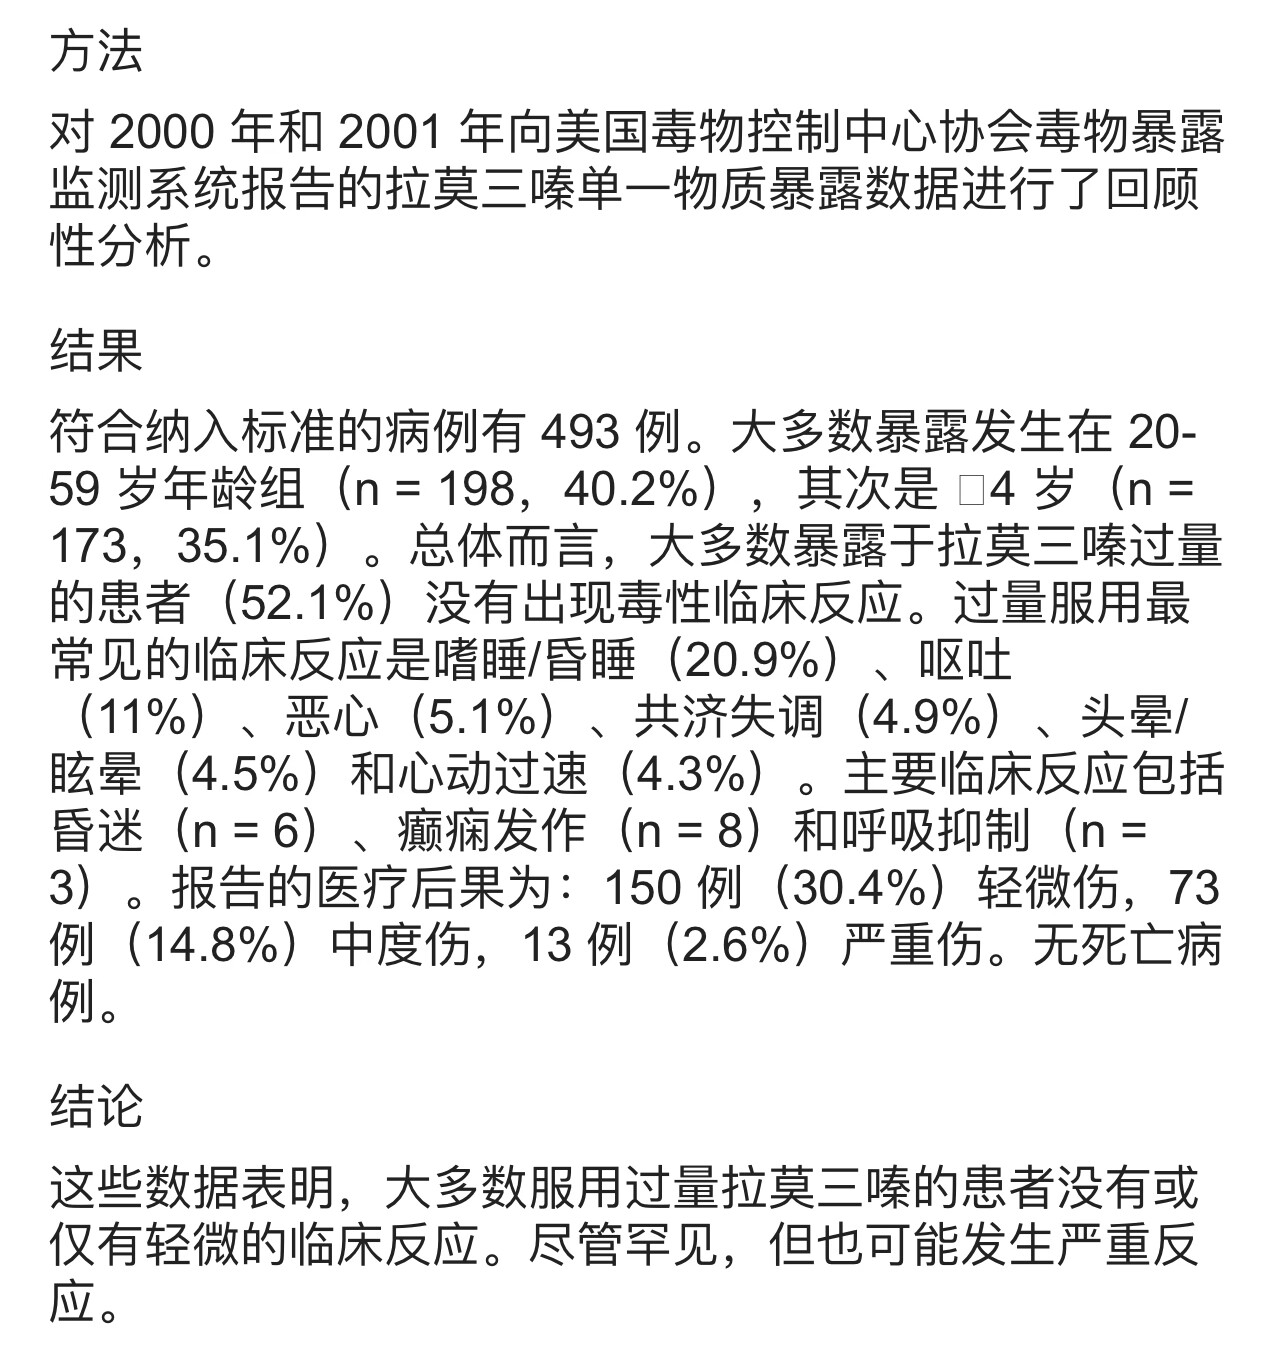 方法
对 2000 年和 2001 年向美国毒物控制中心协会毒物暴露
监测系统报告的拉莫三嗪单一物质暴露数据进行了回顾
性分析。
结果
符合纳入标准的病例有 493 例。大多数暴露发生在 20-
59 岁年龄组（n = 198，40.2%），其次是 □4 岁（n =
173，35.1%）。总体而言，大多数暴露于拉莫三嗪过量
的患者（52.1%）没有出现毒性临床反应。过量服用最
常见的临床反应是嗜睡/昏睡（20.9%）、呕吐
（11%）、恶心（5.1%）、共济失调（4.9%）、头晕/
眩晕（4.5%）和心动过速（4.3%）。主要临床反应包括
昏迷（n = 6）、癫痫发作（n = 8）和呼吸抑制（n =
3）。报告的医疗后果为：150 例（30.4%）轻微伤，73
例（14.8%）中度伤，13 例（2.6%）严重伤。无死亡病
例。
结论
这些数据表明，大多数服用过量拉莫三嗪的患者没有或
仅有轻微的临床反应。尽管罕见，但也可能发生严重反
应。